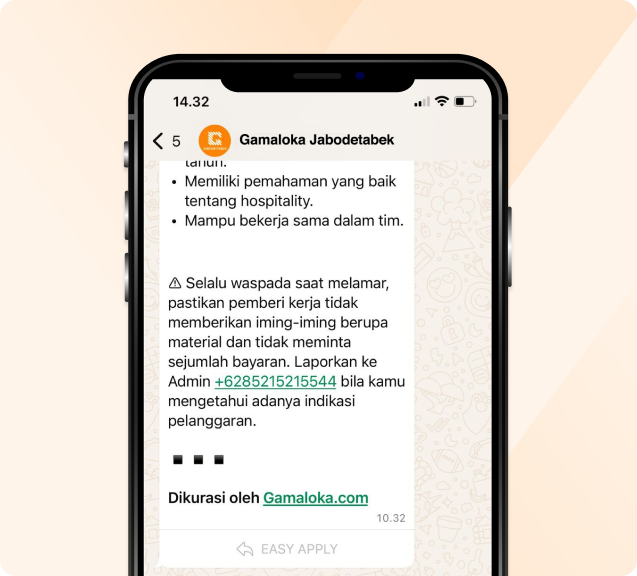 14.32
5
Gamaloka Jabodetabek
tahun.
• Memiliki pemahaman yang baik
tentang hospitality.
• Mampu bekerja sama dalam tim.
⚠ Selalu waspada saat melamar,
pastikan pemberi kerja tidak
memberikan iming-iming berupa
material dan tidak meminta
sejumlah bayaran. Laporkan ke
Admin +6285215215544 bila kamu
mengetahui adanya indikasi
pelanggaran.
Dikurasi oleh Gamaloka.com
10.32
EASY APPLY